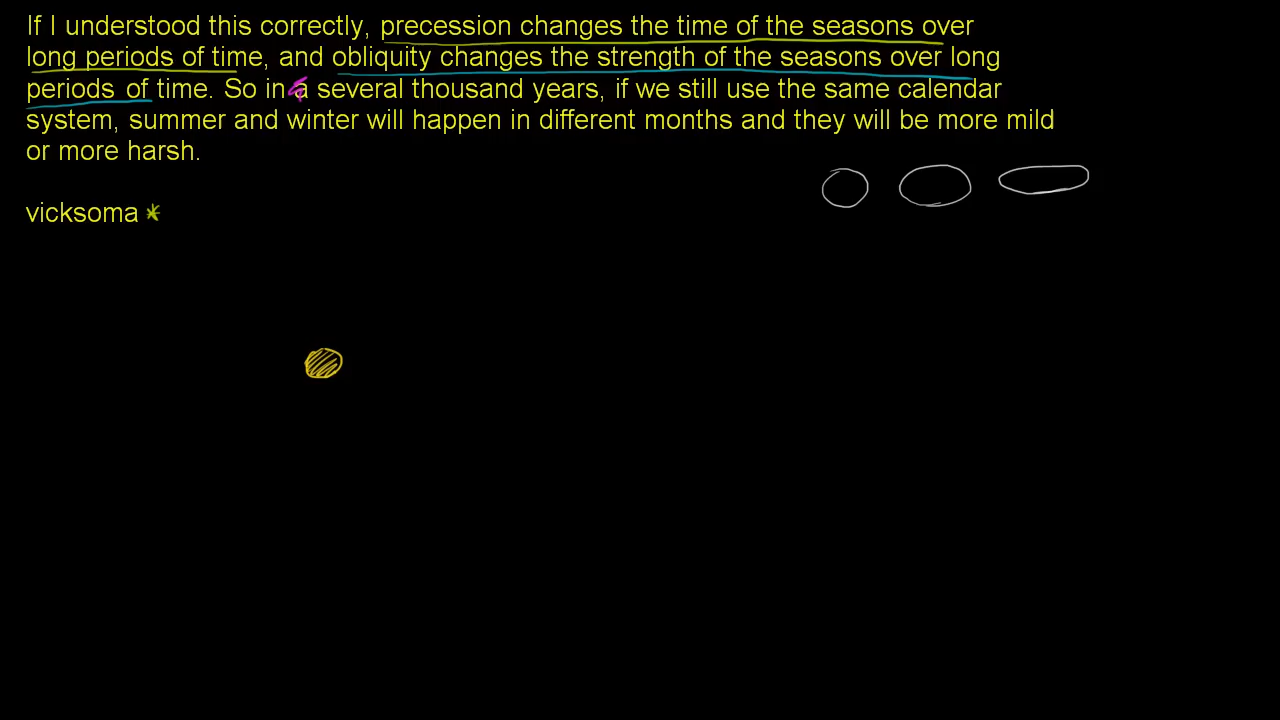 If I understood this correctly, precession changes the time of the seasons over
long periods of time, and obliquity changes the strength of the seasons over long
periods of time. So in a several thousand years, if we still use the same calendar
system, summer and winter will happen in different months and they will be more mild
or more harsh.
vicksoma *